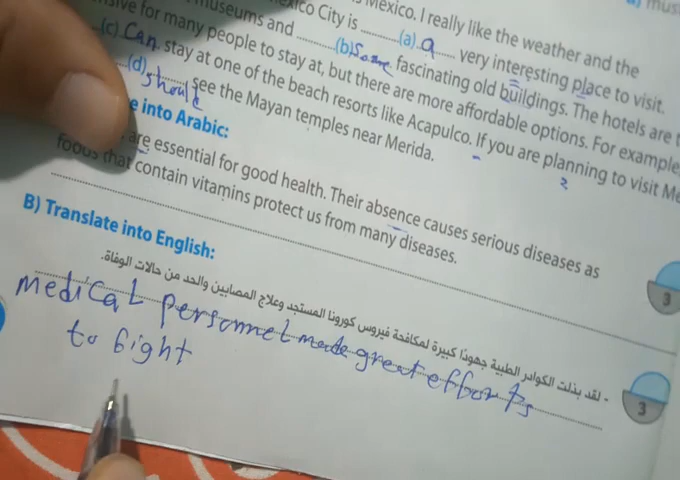 Mexico. I really like the weather and the
museums and ........ Mexico City is ........ (a) a ........ very interesting place to visit.
for many people to stay at, but there are more affordable options. For example
(b) Some fascinating old buildings. The hotels are
(c) Can stay at one of the beach resorts like Acapulco. If you are planning to visit
(d) should see the Mayan temples near Merida.
into Arabic:
are essential for good health. Their absence causes serious diseases as
foods that contain vitamins protect us from many diseases.
3
B) Translate into English:
- لقد بذلت الكوادر الطبية جهودًا كبيرة لمكافحة فيروس كورونا المستجد وعلاج المصابين والحد من حالات الوفاة.
medical personnel made great efforts
to fight
3